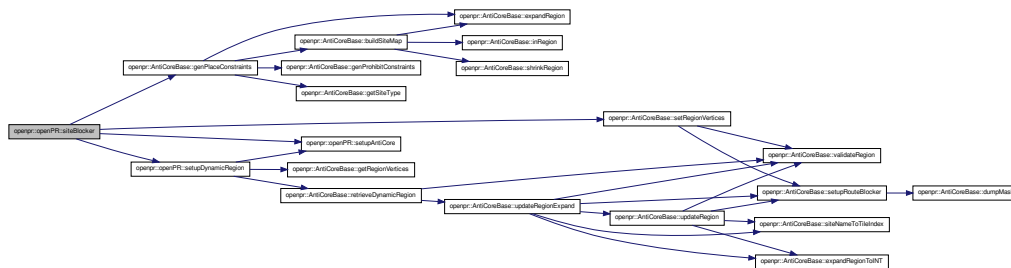 openpr::AntiCoreBase::expandRegion
openpr::AntiCoreBase::buildSiteMap
openpr::AntiCoreBase::inRegion
openpr::AntiCoreBase::genPlaceConstraints
openpr::AntiCoreBase::genProhibitConstraints
openpr::AntiCoreBase::shrinkRegion
openpr::AntiCoreBase::getSiteType
openpr::openPR::siteBlocker
openpr::AntiCoreBase::setRegionVertices
openpr::openPR::setupAntiCore
openpr::AntiCoreBase::validateRegion
openpr::openPR::setupDynamicRegion
openpr::AntiCoreBase::getRegionVertices
openpr::AntiCoreBase::retrieveDynamicRegion
openpr::AntiCoreBase::setupRouteBlocker
openpr::AntiCoreBase::dumpMask
openpr::AntiCoreBase::updateRegionExpand
openpr::AntiCoreBase::updateRegion
openpr::AntiCoreBase::siteNameToTileIndex
openpr::AntiCoreBase::expandRegionToINT